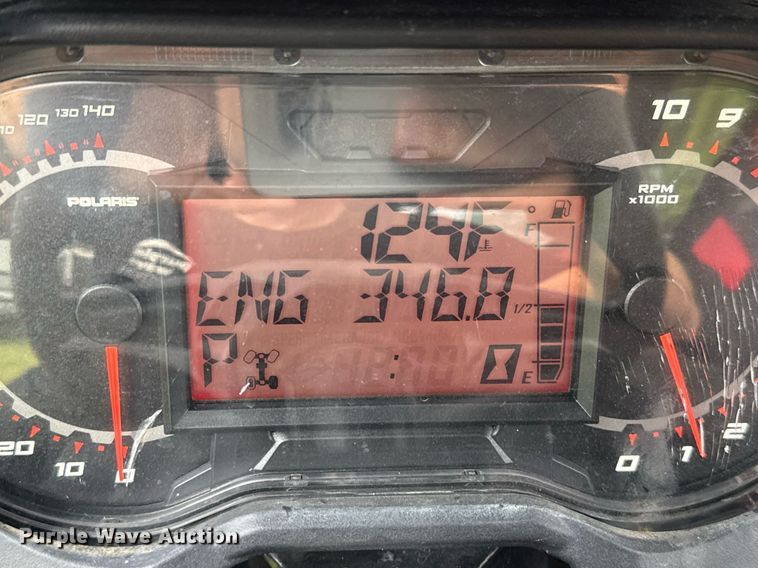 120 130 140
POLARIS
20 10 0
124F
F
ENG 346.8
1/2
P :
E
10 9
RPM
x1000
0 1 2
Purple Wave Auction